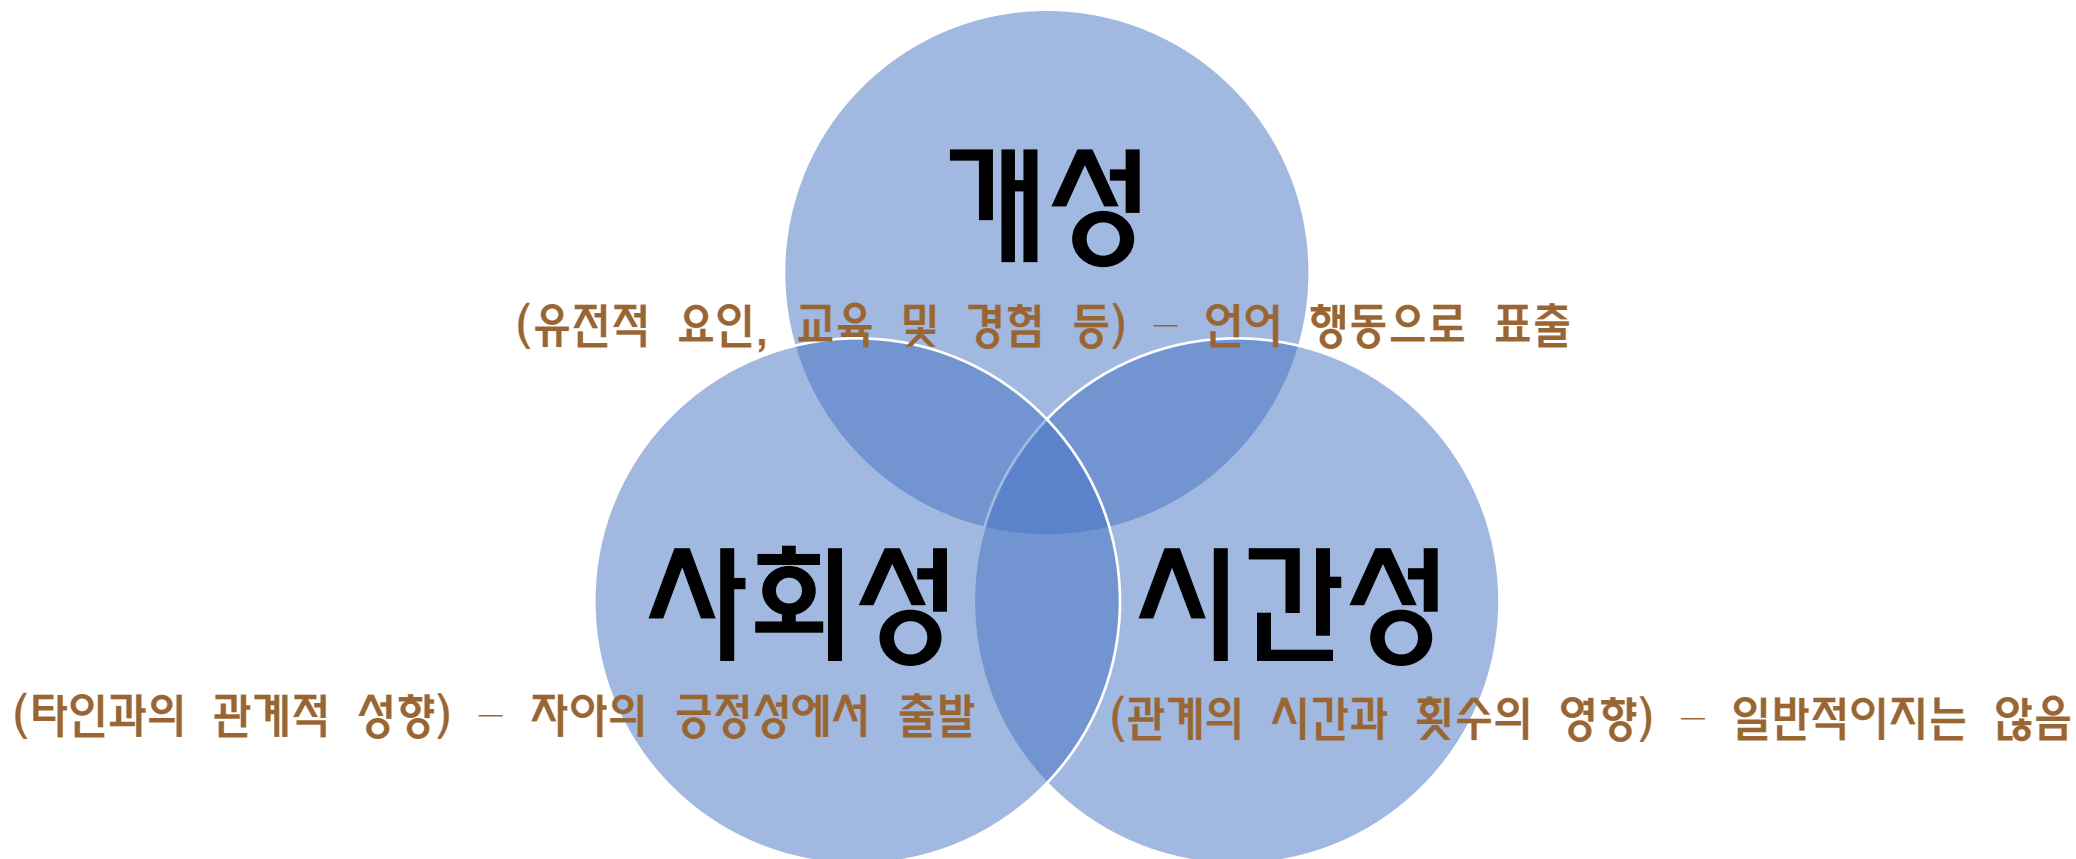 개성
(유전적 요인, 교육 및 경험 등) – 언어 행동으로 표출
사회성
(타인과의 관계적 성향) – 자아의 긍정성에서 출발
시간성
(관계의 시간과 횟수의 영향) – 일반적이지는 않음